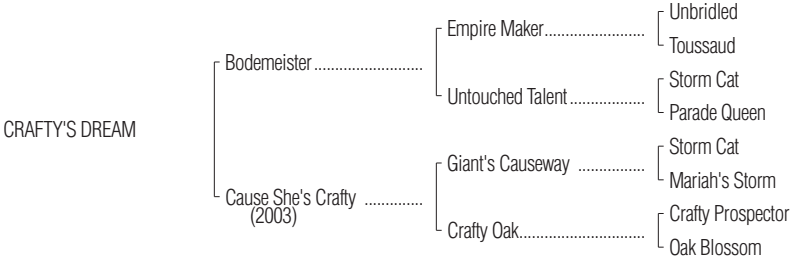 Unbridled
Empire Maker........................
Toussaud
Bodemeister..........................
Storm Cat
Untouched Talent..................
Parade Queen
CRAFTY'S DREAM
Storm Cat
Giant's Causeway ................
Mariah's Storm
Cause She's Crafty ..............
(2003)
Crafty Prospector
Crafty Oak..............................
Oak Blossom